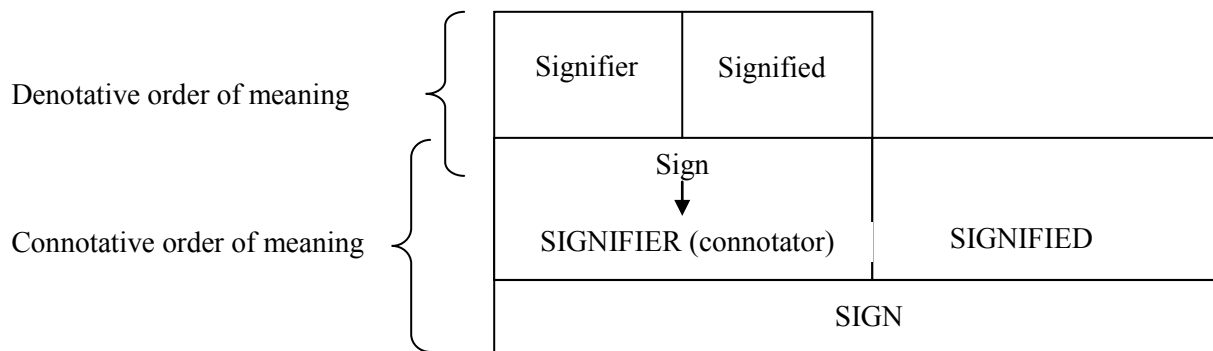 Signifier Signified
Denotative order of meaning
Sign
Connotative order of meaning SIGNIFIER (connotator) SIGNIFIED
SIGN